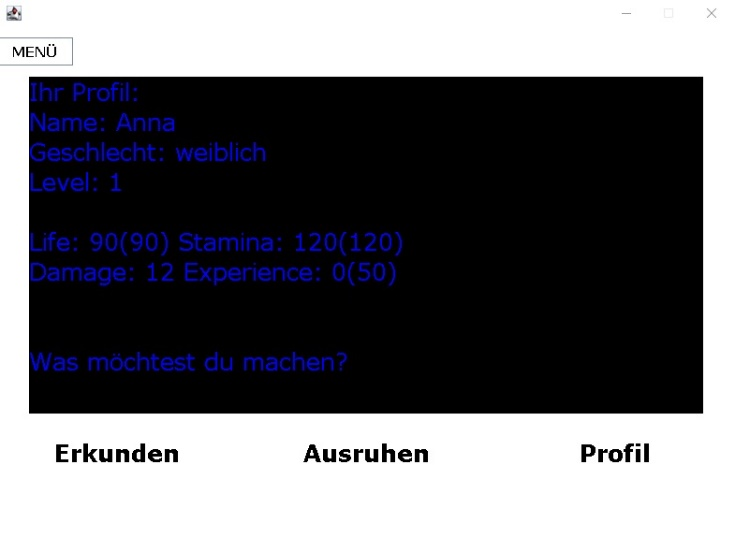 MENÜ
Ihr Profil:
Name: Anna
Geschlecht: weiblich
Level: 1
Life: 90(90) Stamina: 120(120)
Damage: 12 Experience: 0(50)
Was möchtest du machen?
Erkunden Ausruhen Profil